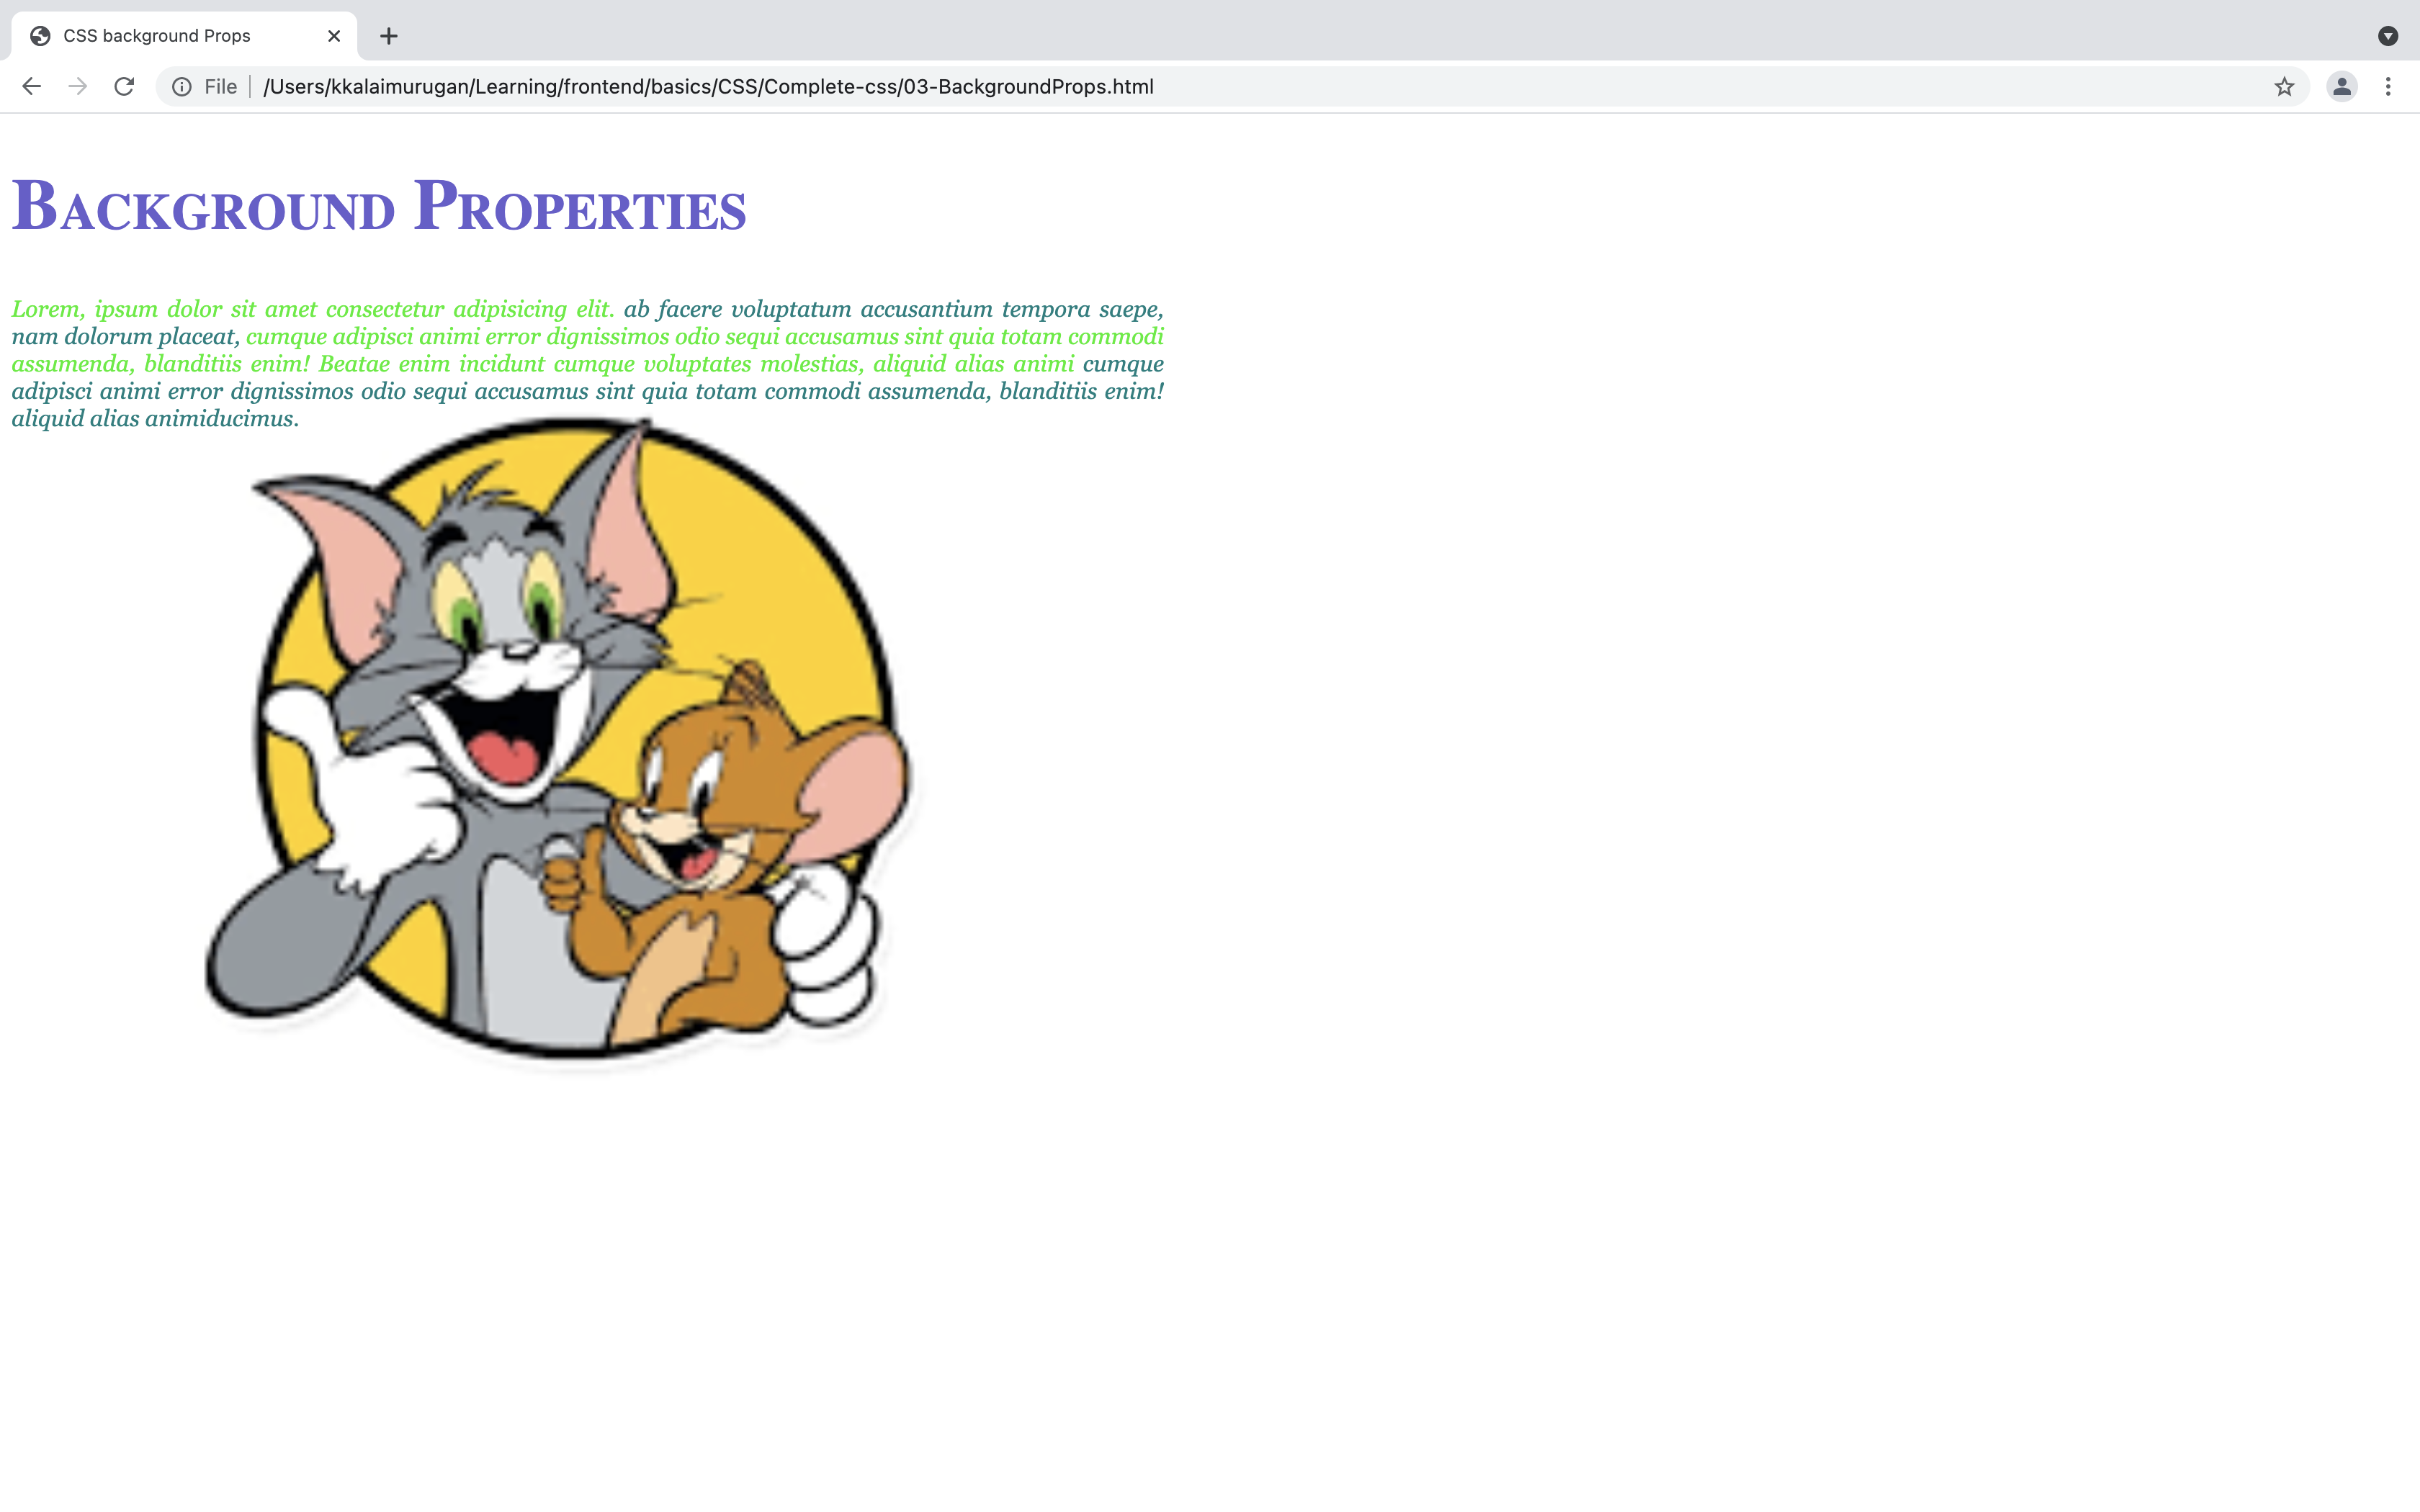 CSS background Props
File /Users/kkalaimurugan/Learning/frontend/basics/CSS/Complete-css/03-BackgroundProps.html
Background Properties
Lorem, ipsum dolor sit amet consectetur adipisicing elit. ab facere voluptatum accusantium tempora saepe,
nam dolorum placeat, cumque adipisci animi error dignissimos odio sequi accusamus sint quia totam commodi
assumenda, blanditiis enim! Beatae enim incidunt cumque voluptates molestias, aliquid alias animi cumque
adipisci animi error dignissimos odio sequi accusamus sint quia totam commodi assumenda, blanditiis enim!
aliquid alias animiducimus.